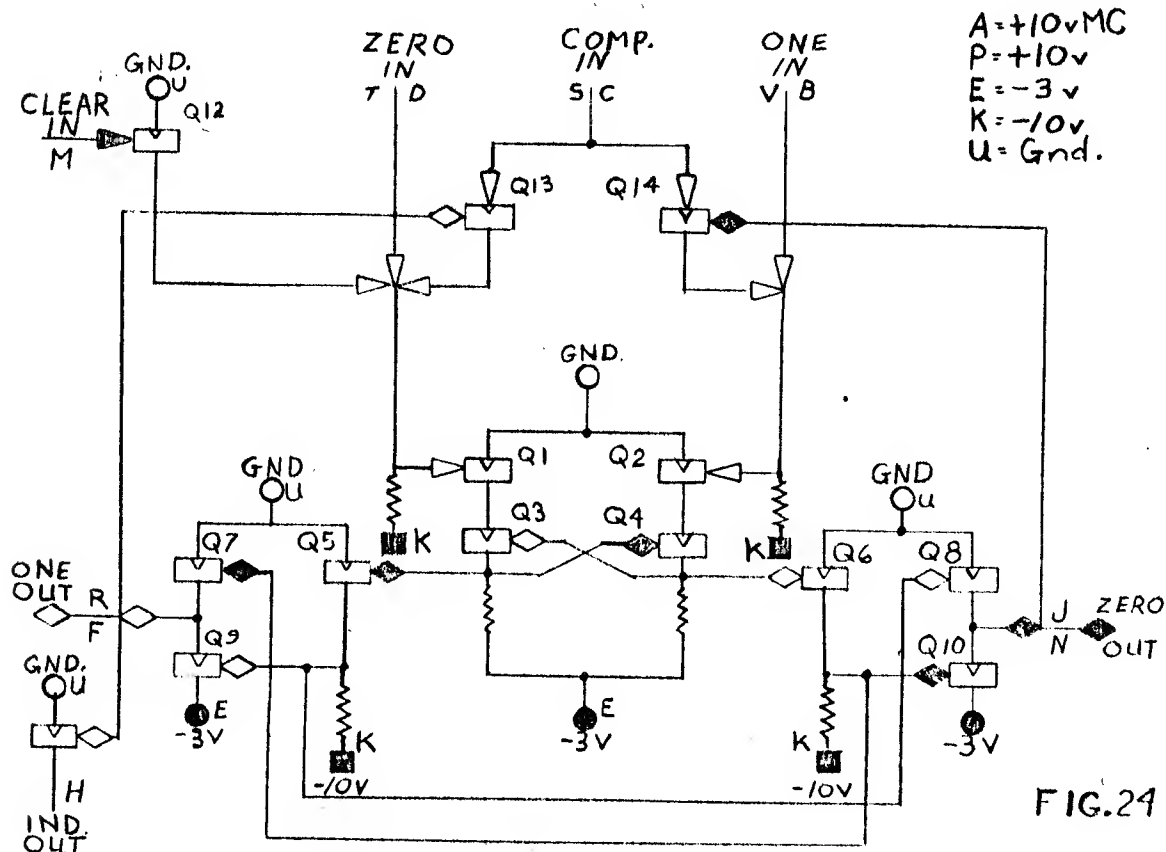 A=+10vMC
P=+10v
E=-3v
K=-10v
U=Gnd.
ZERO
IN
T D
COMP.
IN
S C
ONE
IN
V B
GND.
U
Q12
CLEAR
IN
M
Q13
Q14
GND.
Q1
Q2
Q3
Q4
K
K
GND
U
Q7
Q5
GND
U
Q6
Q8
ONE
OUT
R
F
Q9
E
-3V
K
-10V
E
-3V
K
-10V
Q10
-3V
J
N
ZERO
OUT
GND.
U
H
IND.
OUT
FIG.24